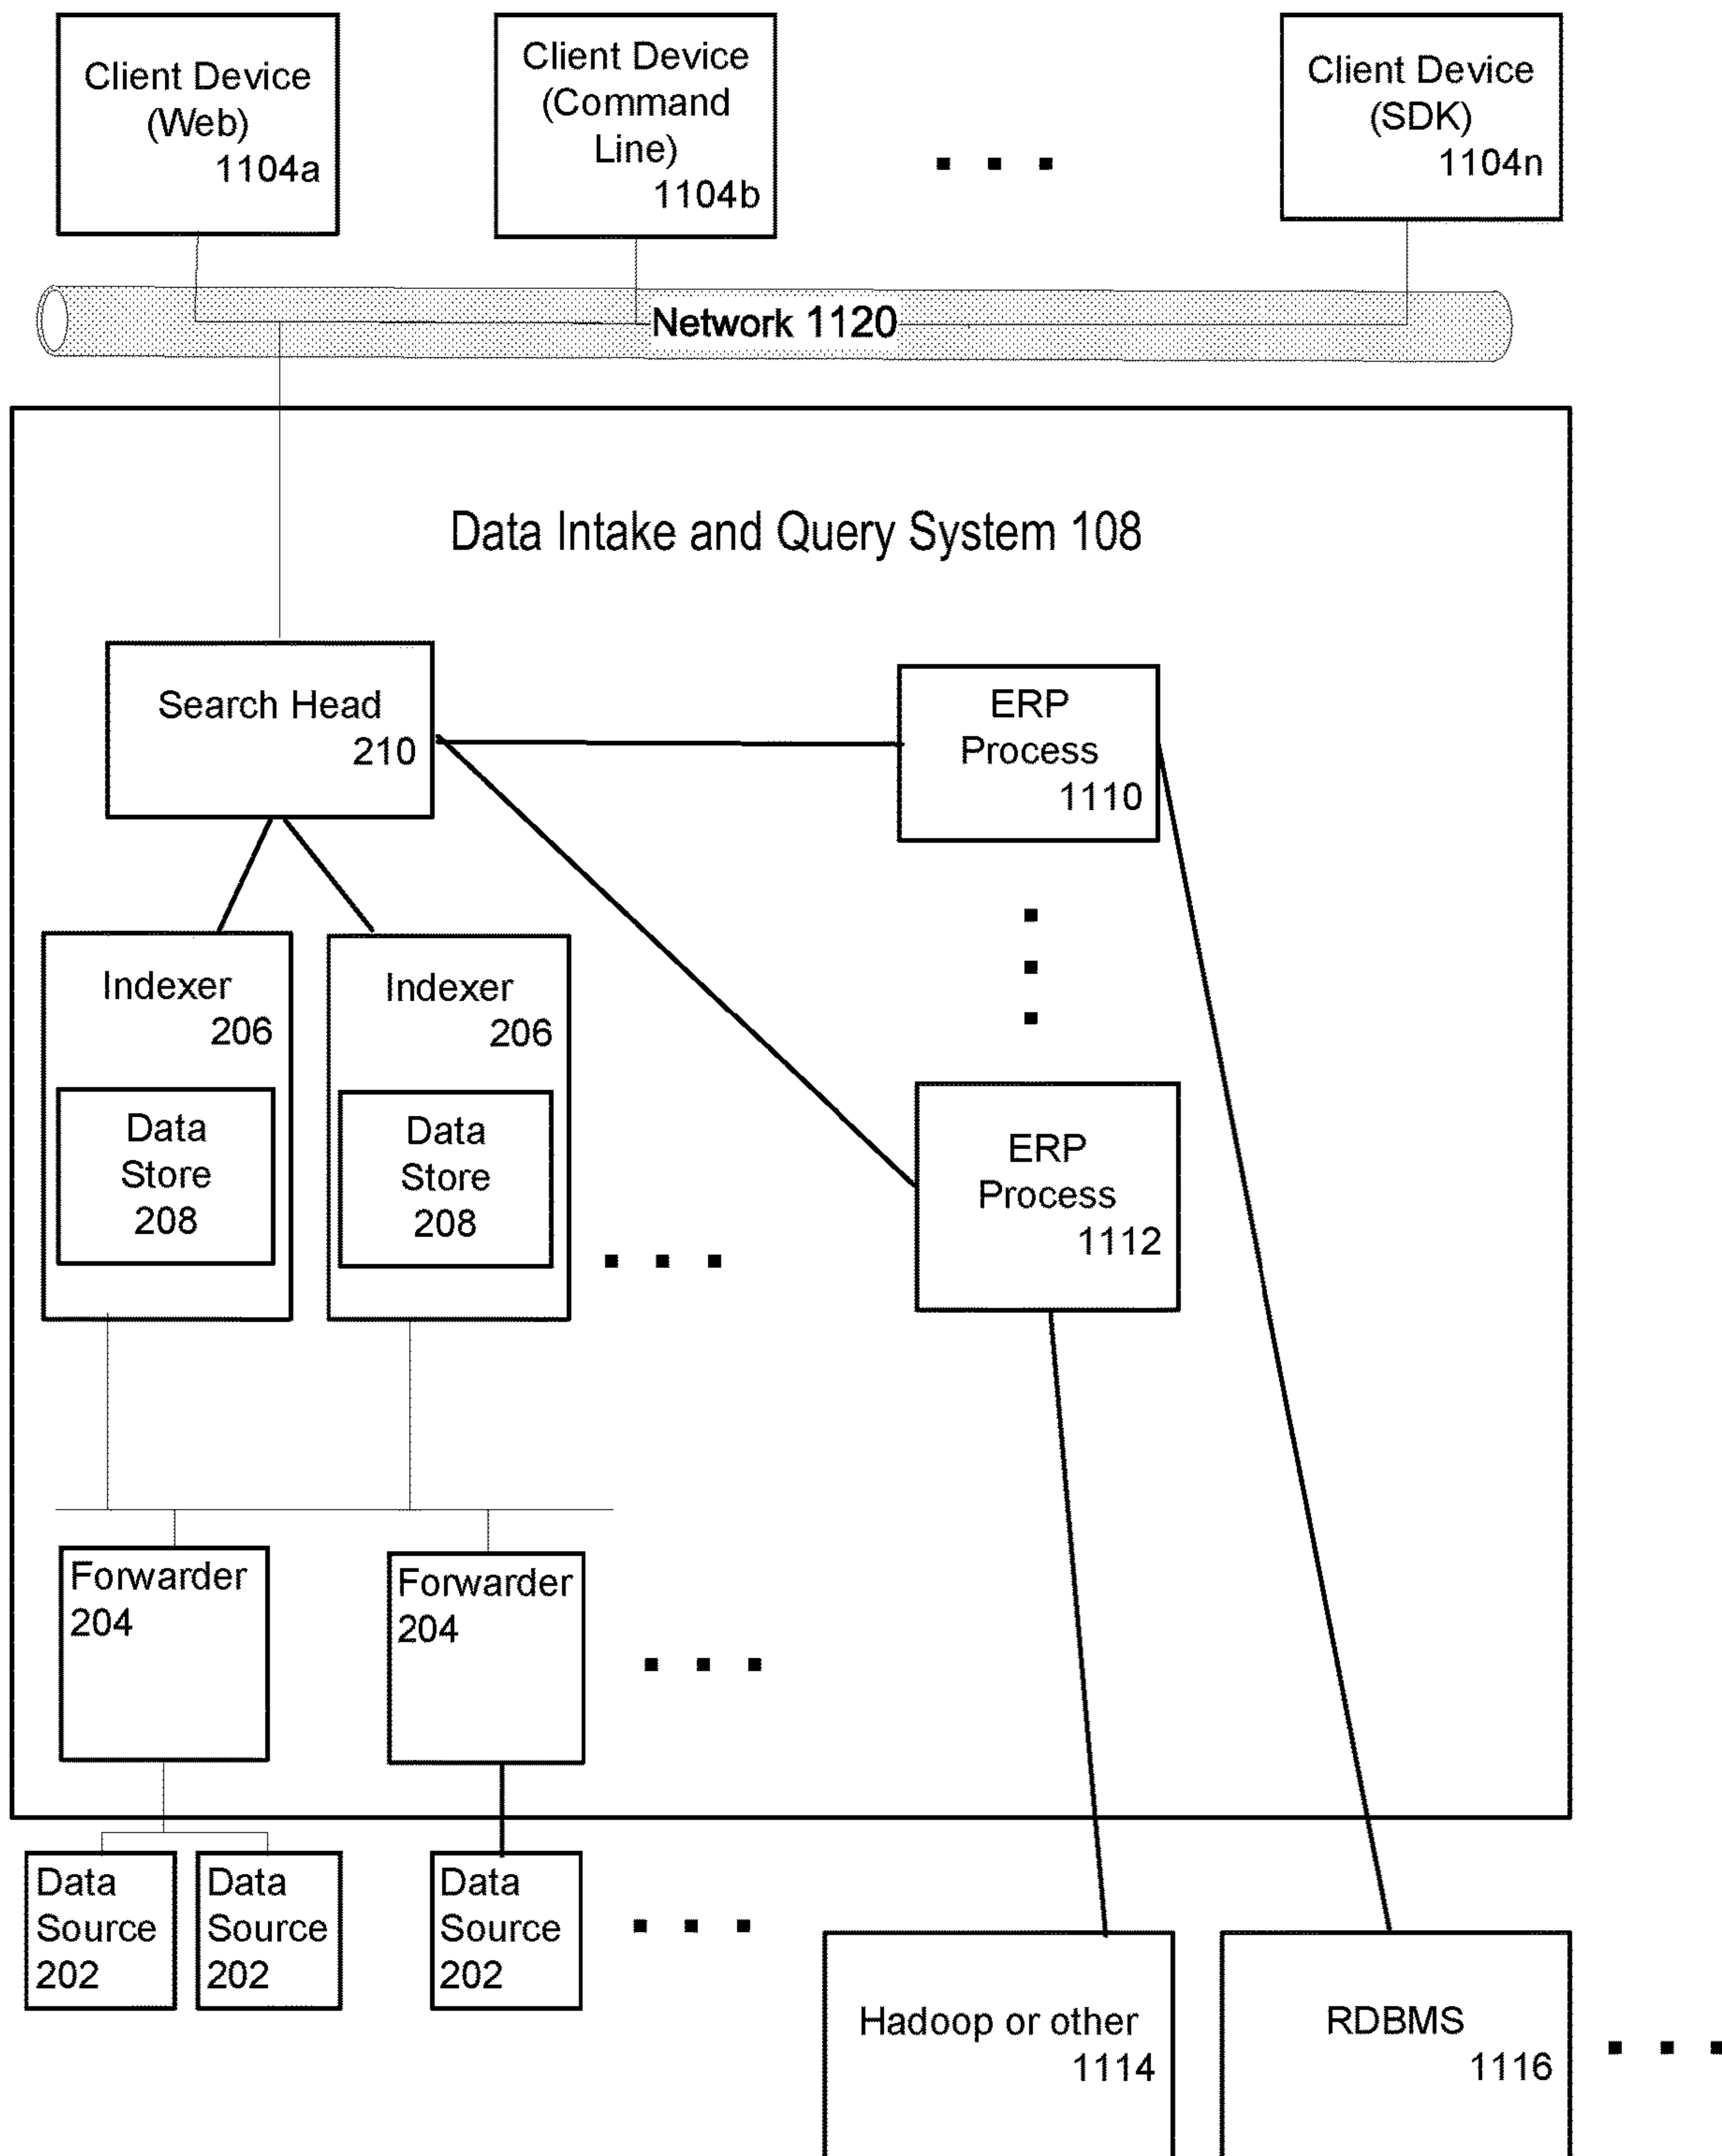 Client Device
(Web)
1104a
Client Device
(Command
Line)
1104b
Client Device
(SDK)
1104n
Network 1120
Data Intake and Query System 108
Search Head
210
ERP
Process
1110
Indexer
206
Data
Store
208
Indexer
206
Data
Store
208
ERP
Process
1112
Forwarder
204
Forwarder
204
Data
Source
202
Data
Source
202
Data
Source
202
Hadoop or other
1114
RDBMS
1116